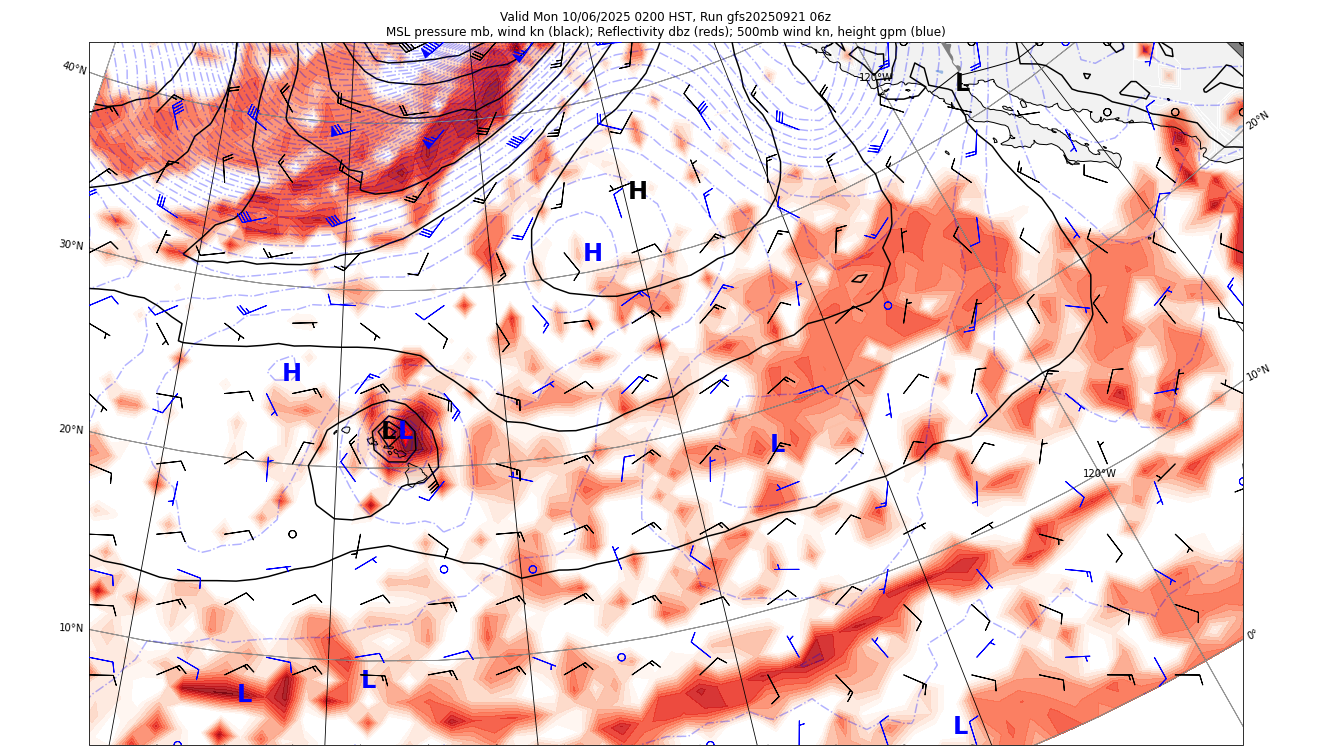 Valid Mon 10/06/2025 0200 HST, Run gfs20250921 06z
MSL pressure mb, wind kn (black); Reflectivity dbz (reds); 500mb wind kn, height gpm (blue)
40°N
120°W
L
20°N
H
30°N
H
H
10°N
20°N
L L
L
120°W
10°N
0°
L
L
L